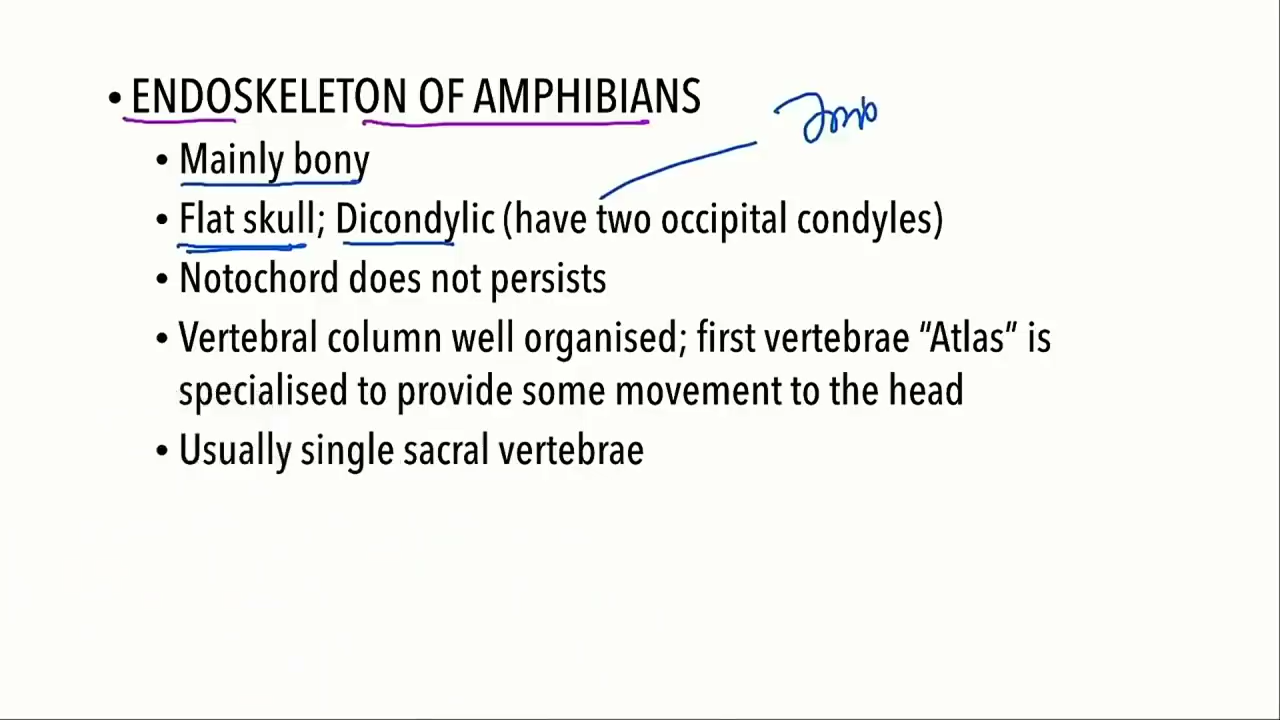 • ENDOSKELETON OF AMPHIBIANS
• Mainly bony
• Flat skull; Dicondylic (have two occipital condyles)
• Notochord does not persists
• Vertebral column well organised; first vertebrae “Atlas” is
specialised to provide some movement to the head
• Usually single sacral vertebrae